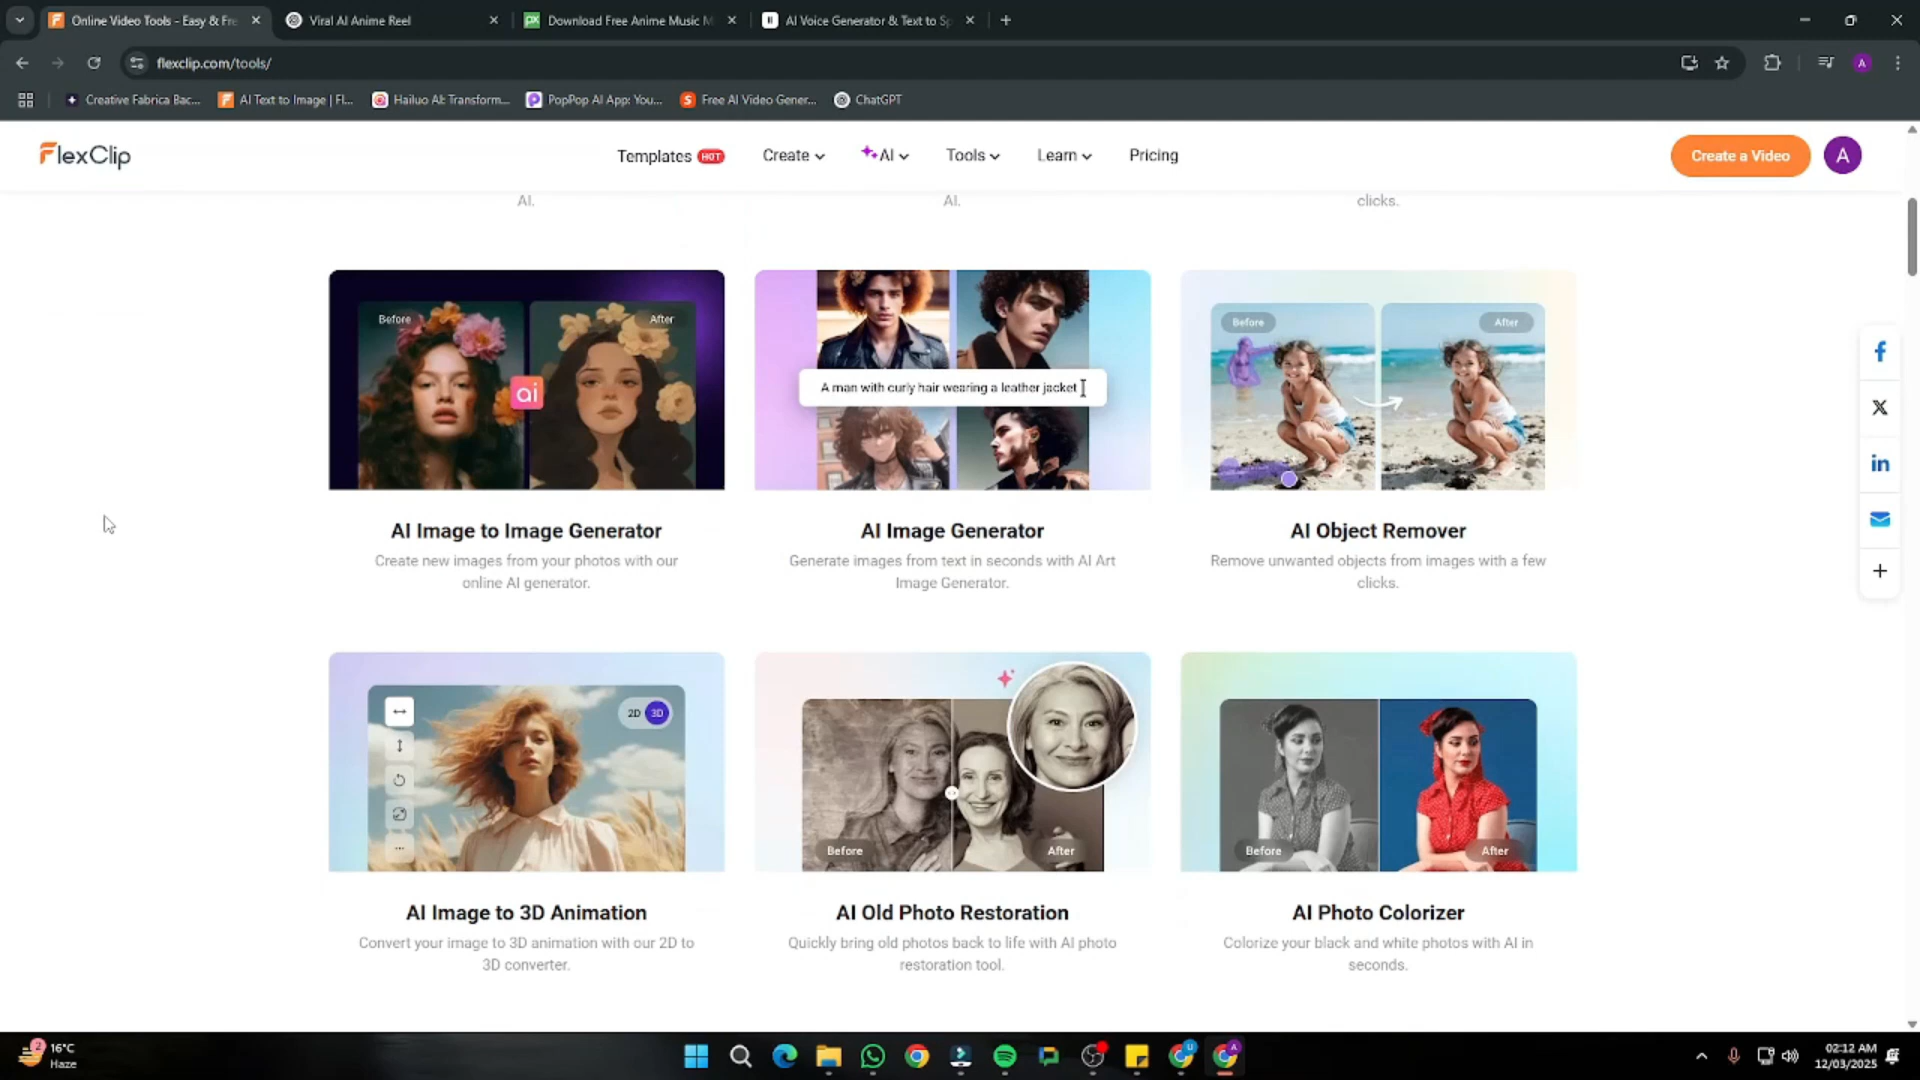 Online Video Tools - Easy & Fre
Viral AI Anime Reel
Download Free Anime Music M
AI Voice Generator & Text to Sp
flexclip.com/tools/
A
Creative Fabrica Bac...
AI Text to Image | Fl...
Hailuo AI: Transform...
PopPop AI App: You...
Free AI Video Gener...
ChatGPT
FlexClip
Templates HOT
Create
AI
Tools
Learn
Pricing
Create a Video
A
AI.
AI.
clicks.
Before
After
ai
A man with curly hair wearing a leather jacket
Before
After
AI Image to Image Generator
Create new images from your photos with our
online AI generator.
AI Image Generator
Generate images from text in seconds with AI Art
Image Generator.
AI Object Remover
Remove unwanted objects from images with a few
clicks.
2D 3D
Before
After
Before
After
AI Image to 3D Animation
Convert your image to 3D animation with our 2D to
3D converter.
AI Old Photo Restoration
Quickly bring old photos back to life with AI photo
restoration tool.
AI Photo Colorizer
Colorize your black and white photos with AI in
seconds.
2
16°C
Haze
02:12 AM
12/03/2025